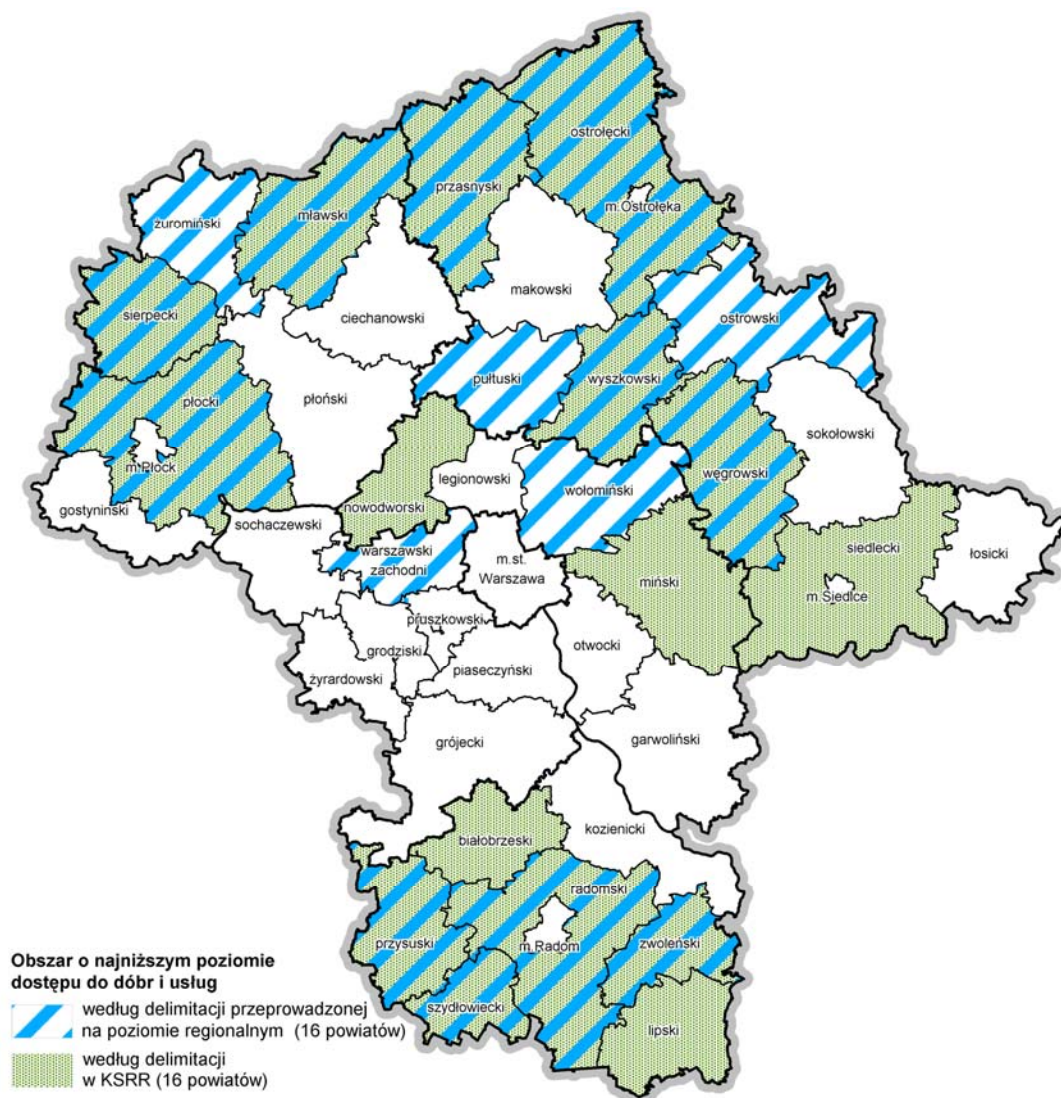 ostrołęcki
przasnyski
m.Ostrołęka
mławski
żuromiński
makowski
ostrowski
sierpecki
ciechanowski
pułtuski
wyszkowski
płocki
płoński
sokołowski
m.Płock
legionowski
wołomiński
węgrowski
gostyniński
nowodworski
sochaczewski
siedlecki
łosicki
warszawski
zachodni
m.st.
Warszawa
miński
m.Siedlce
pruszkowski
otwocki
grodziski
piaseczyński
żyrardowski
grójecki
garwoliński
kozienicki
białobrzeski
radomski
przysuski
m.Radom
zwoleński
szydłowiecki
lipski
Obszar o najniższym poziomie
dostępu do dóbr i usług
według delimitacji przeprowadzonej
na poziomie regionalnym (16 powiatów)
według delimitacji
w KSRR (16 powiatów)